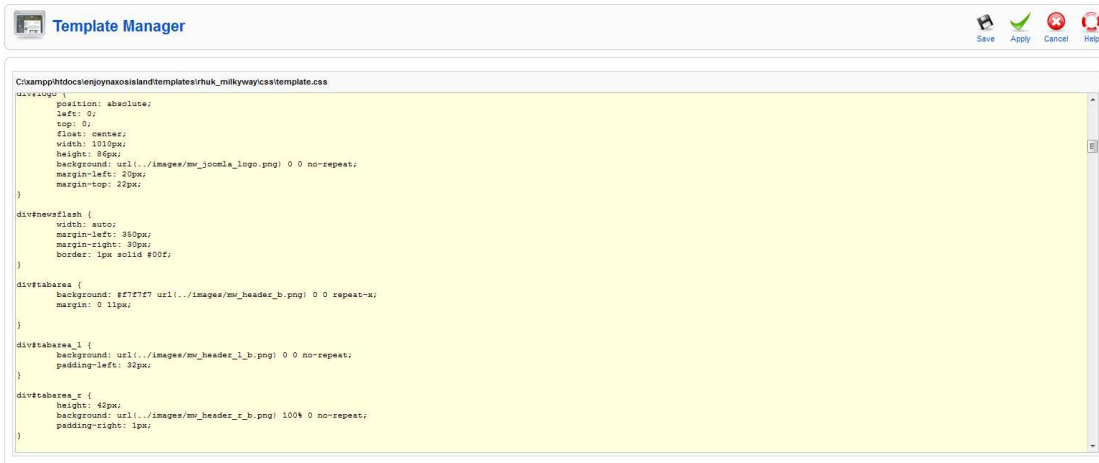 Template Manager
Save Apply Cancel Help
C:\xampp\htdocs\enjoynaxosisland\templates\rhuk_milkyway\css\template.css
div#logo {
position: absolute;
left: 0;
top: 0;
float: center;
width: 1010px;
height: 86px;
background: url(../images/mw_joomla_logo.png) 0 0 no-repeat;
margin-left: 20px;
margin-top: 22px;
}
div#newsflash {
width: auto;
margin-left: 350px;
margin-right: 30px;
border: 1px solid #00f;
}
div#tabarea {
background: #f7f7f7 url(../images/mw_header_b.png) 0 0 repeat-x;
margin: 0 11px;
}
div#tabarea_l {
background: url(../images/mw_header_l_b.png) 0 0 no-repeat;
padding-left: 32px;
}
div#tabarea_r {
height: 42px;
background: url(../images/mw_header_r_b.png) 100% 0 no-repeat;
padding-right: 1px;
}